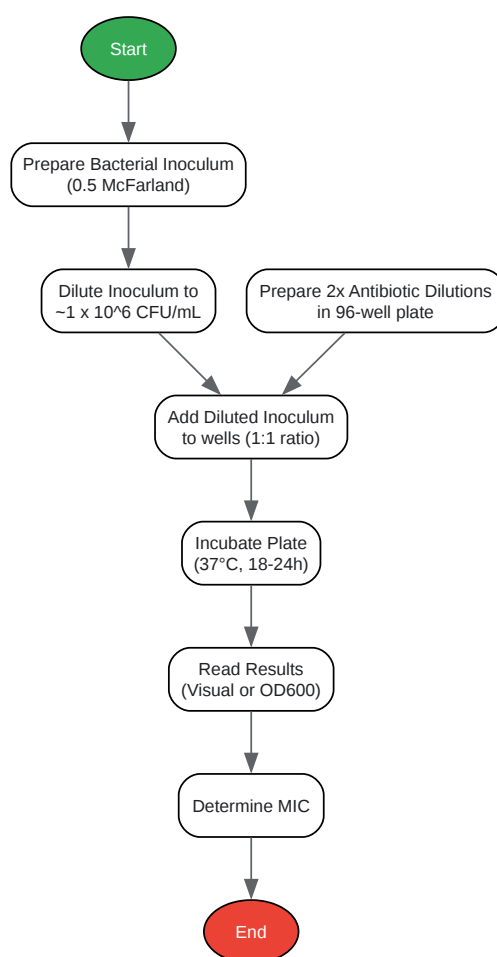 Start
Prepare Bacterial Inoculum
(0.5 McFarland)
Dilute Inoculum to
~1 x 10^6 CFU/mL
Prepare 2x Antibiotic Dilutions
in 96-well plate
Add Diluted Inoculum
to wells (1:1 ratio)
Incubate Plate
(37°C, 18-24h)
Read Results
(Visual or OD600)
Determine MIC
End